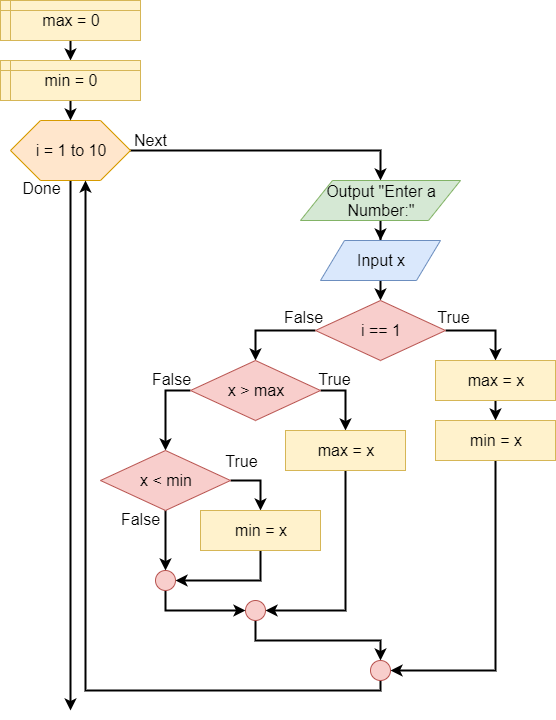 max = 0
min = 0
i = 1 to 10
Next
Done
Output "Enter a
Number:"
Input x
i == 1
False
True
x > max
False
True
max = x
min = x
max = x
x < min
True
False
min = x